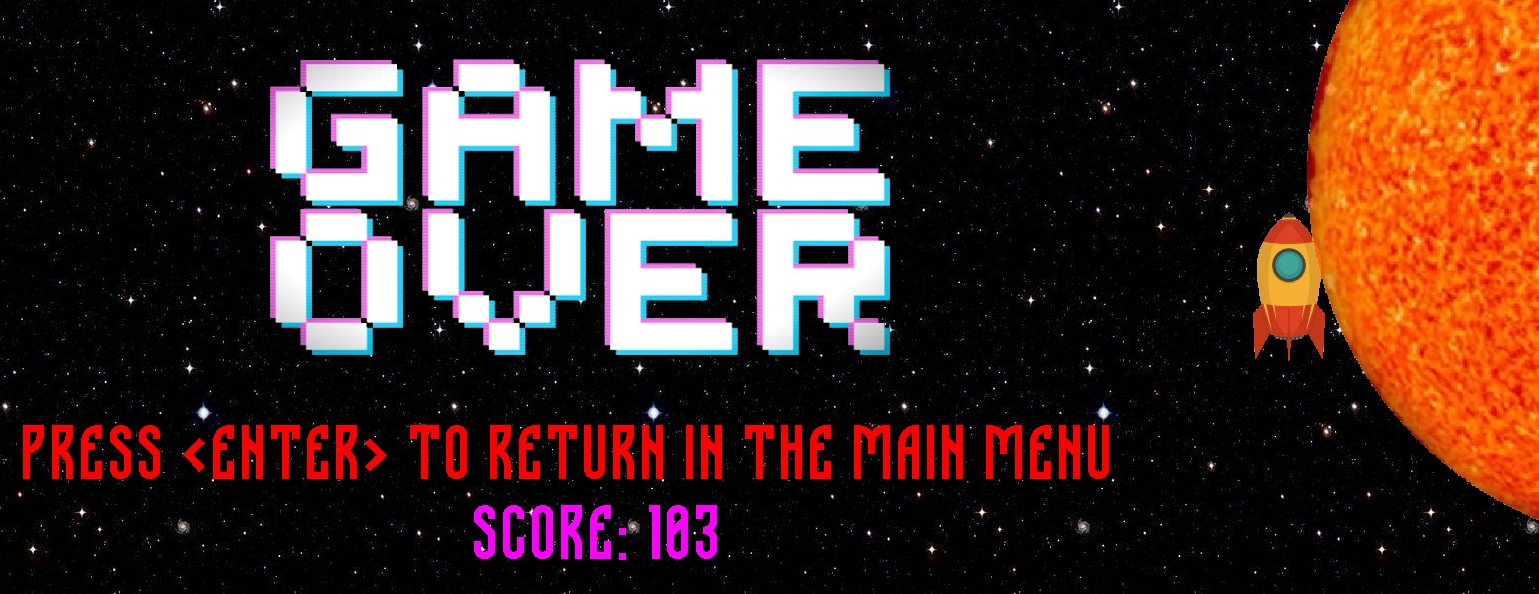 GAME
OVER
PRESS <ENTER> TO RETURN IN THE MAIN MENU
SCORE: 103